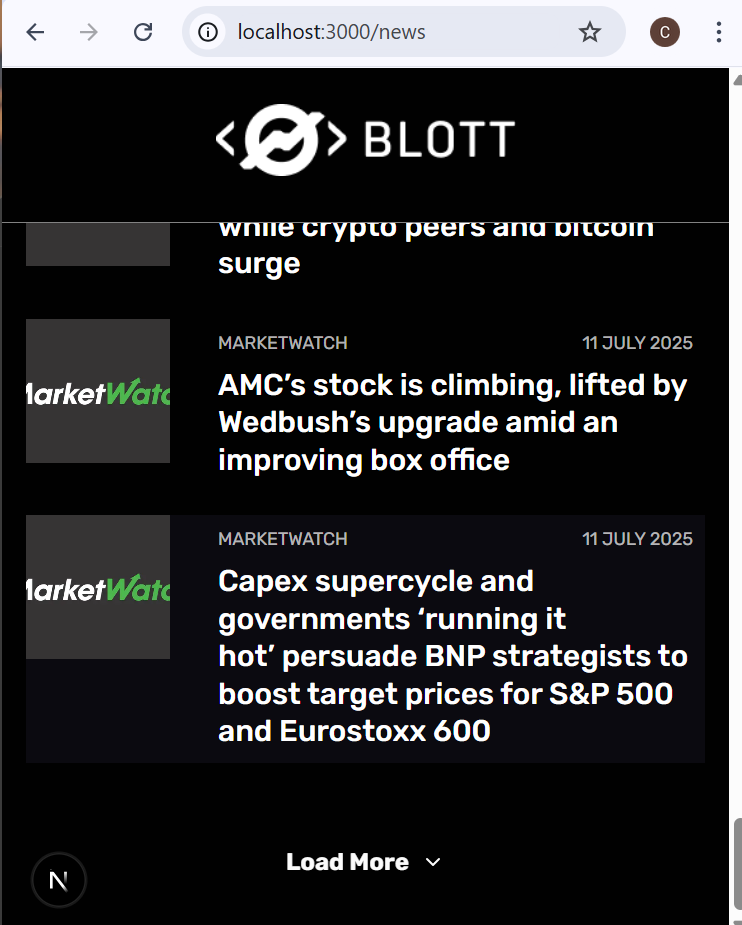 C
localhost:3000/news
BLOTT
while crypto peers and bitcoin
surge
MarketWatc
MARKETWATCH
11 JULY 2025
AMC’s stock is climbing, lifted by
Wedbush’s upgrade amid an
improving box office
MarketWatc
MARKETWATCH
11 JULY 2025
Capex supercycle and
governments ‘running it
hot’ persuade BNP strategists to
boost target prices for S&P 500
and Eurostoxx 600
Load More
N